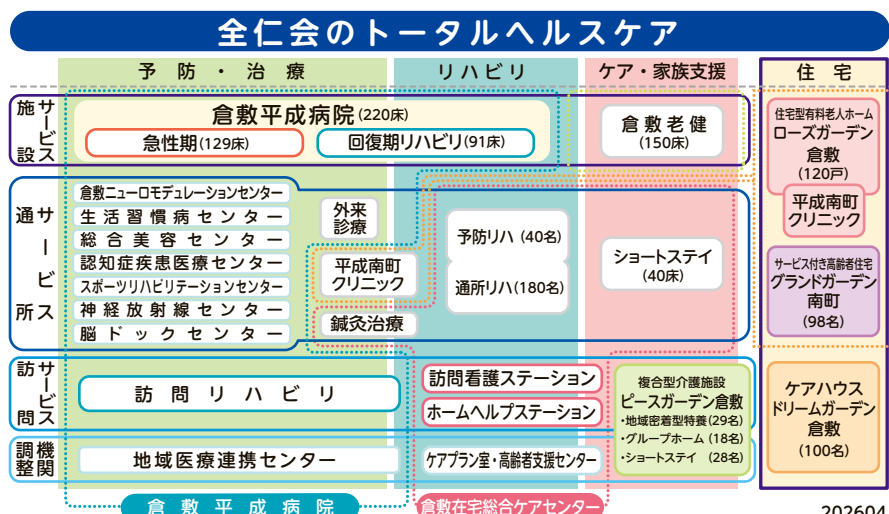 全仁会のトータルヘルスケア
予防・治療
リハビリ
ケア・家族支援
住宅
施設サービス
倉敷平成病院(220床)
急性期(129床)
回復期リハビリ(91床)
倉敷老健
(150床)
住宅型有料老人ホーム
ローズガーデン
倉敷
(120戸)
平成南町
クリニック
通所サービス
倉敷ニューロモデュレーションセンター
生活習慣病センター
総合美容センター
認知症疾患医療センター
スポーツリハビリテーションセンター
神経放射線センター
脳ドックセンター
外来
診療
平成南町
クリニック
鍼灸治療
予防リハ(40名)
通所リハ(180名)
ショートステイ
(40床)
サービス付き高齢者住宅
グランドガーデン
南町
(98名)
訪問サービス
訪問リハビリ
訪問看護ステーション
ホームヘルプステーション
複合型介護施設
ピースガーデン倉敷
・地域密着型特養(29名)
・グループホーム(18名)
・ショートステイ(28名)
ケアハウス
ドリームガーデン
倉敷
(100名)
調整機関
地域医療連携センター
ケアプラン室・高齢者支援センター
倉敷平成病院
倉敷在宅総合ケアセンター
202604